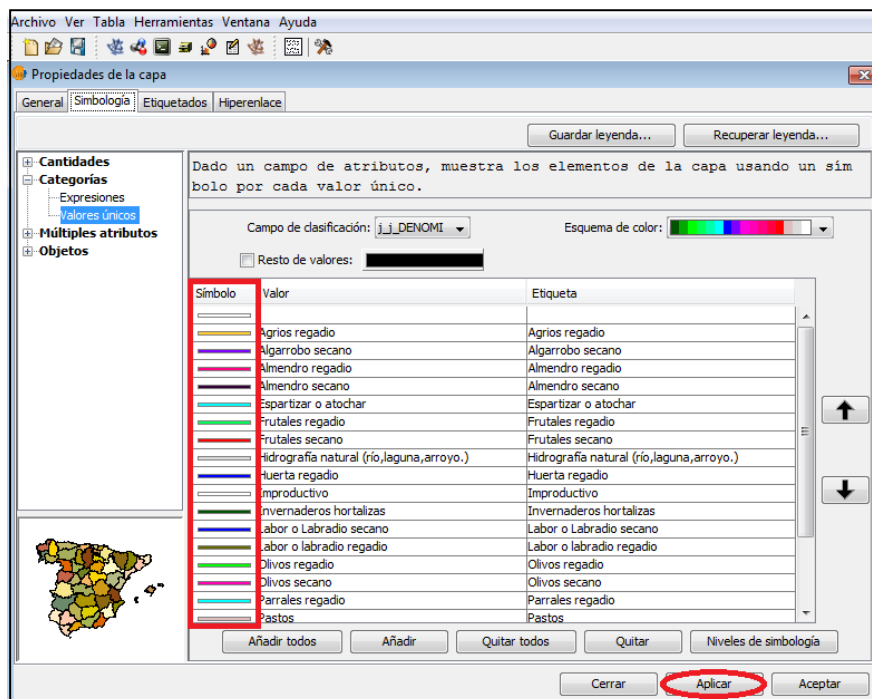 Archivo Ver Tabla Herramientas Ventana Ayuda
Propiedades de la capa
General Simbología Etiquetados Hiperenlace
Guardar leyenda... Recuperar leyenda...
Cantidades
Categorías
Expresiones
Valores únicos
Múltiples atributos
Objetos
Dado un campo de atributos, muestra los elementos de la capa usando un sím
bolo por cada valor único.
Campo de clasificación: j_j_DENOMI Esquema de color:
Resto de valores:
Símbolo Valor Etiqueta
Agrios regadio Agrios regadio
Algarrobo secano Algarrobo secano
Almendro regadio Almendro regadio
Almendro secano Almendro secano
Espartizar o atochar Espartizar o atochar
Frutales regadio Frutales regadio
Frutales secano Frutales secano
Hidrografía natural (río,laguna,arroyo.) Hidrografía natural (río,laguna,arroyo.)
Huerta regadio Huerta regadio
Improductivo Improductivo
Invernaderos hortalizas Invernaderos hortalizas
Labor o Labradio secano Labor o Labradio secano
Labor o labradio regadio Labor o labradio regadio
Olivos regadio Olivos regadio
Olivos secano Olivos secano
Parrales regadio Parrales regadio
Pastos Pastos
Añadir todos Añadir Quitar todos Quitar Niveles de simbología
Cerrar Aplicar Aceptar